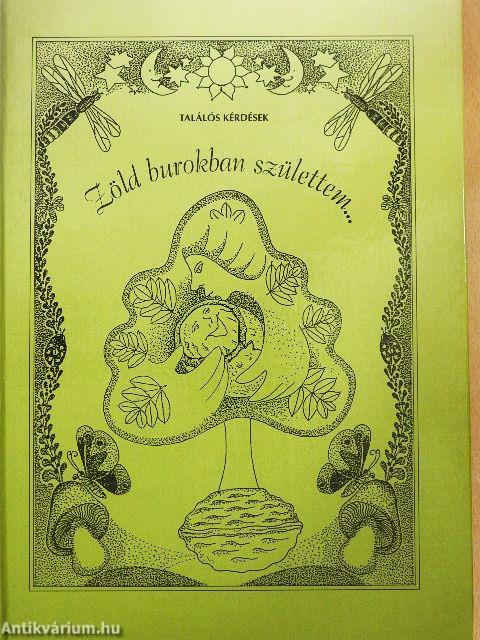 TALÁLÓS KÉRDÉSEK
Zöld burokban születtem...
Antikvárium.hu